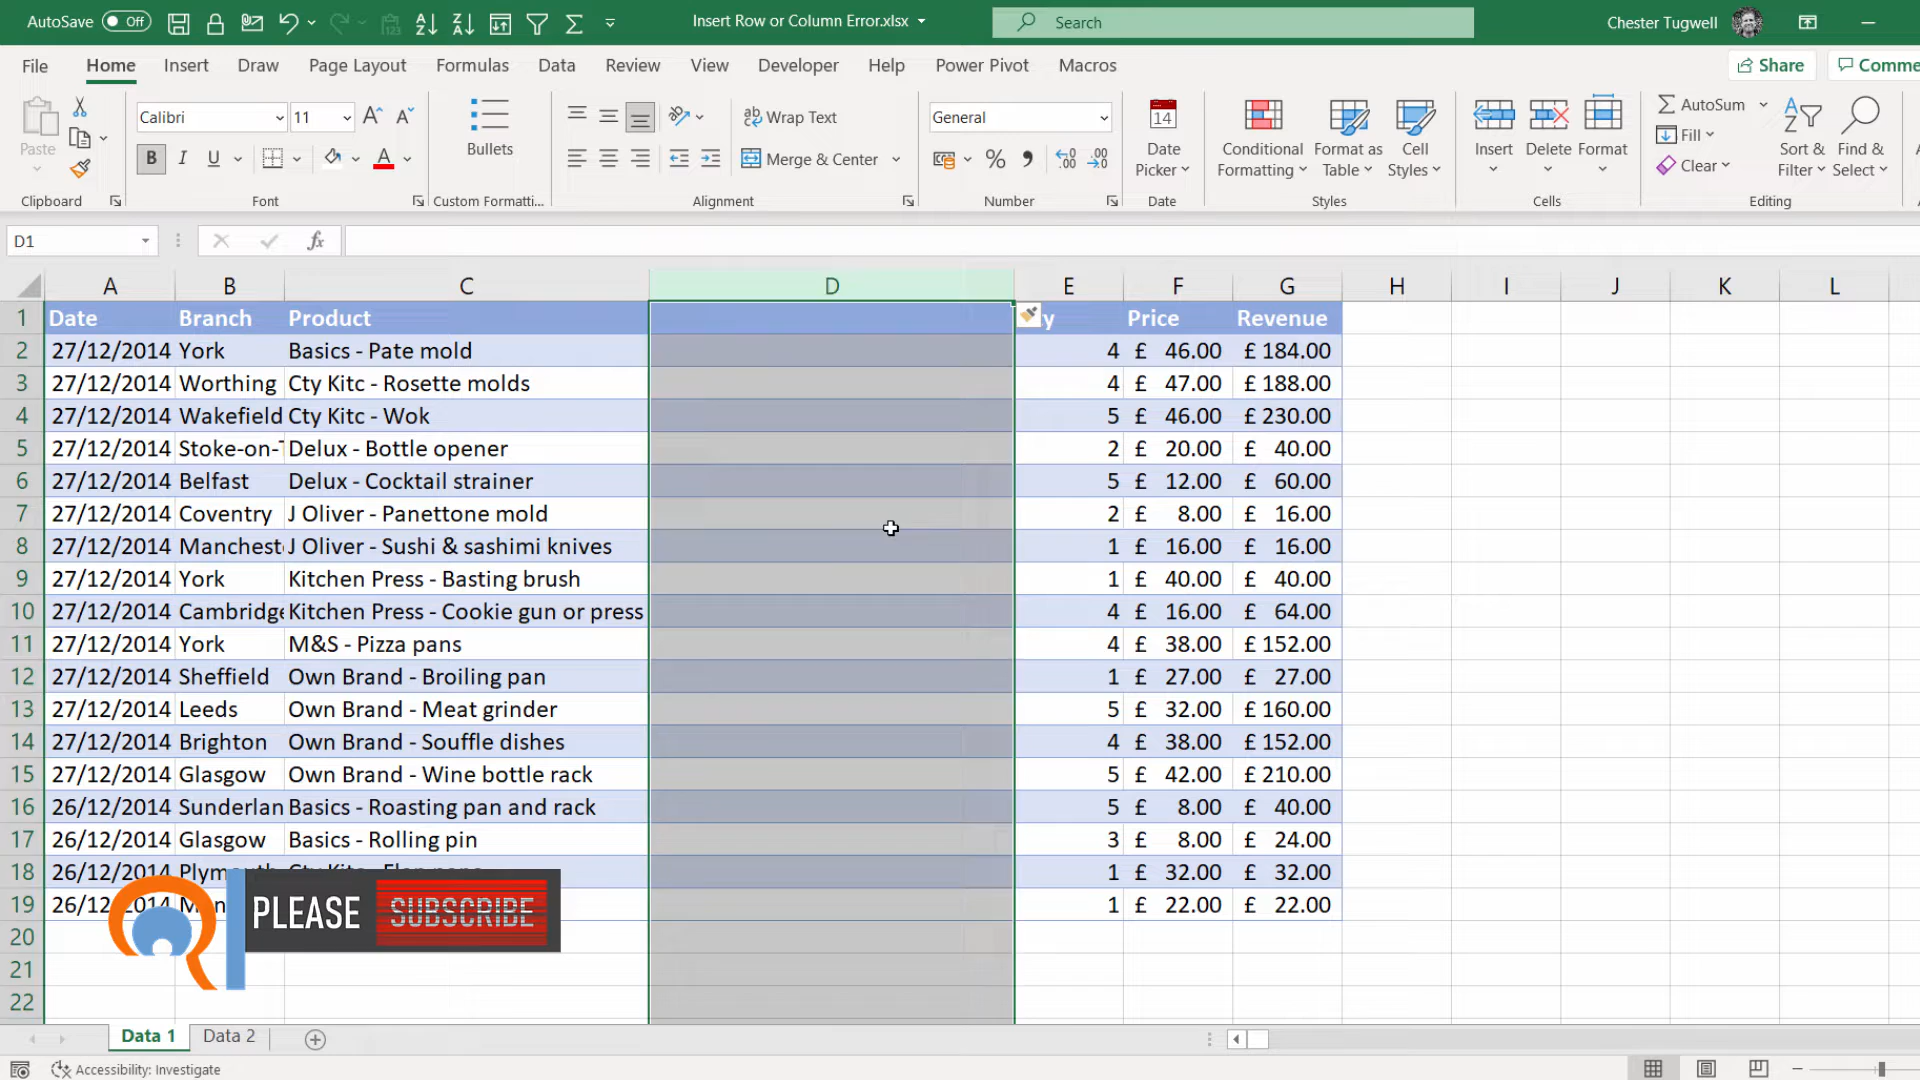 AutoSave Off Insert Row or Column Error.xlsx Search Chester Tugwell
File Home Insert Draw Page Layout Formulas Data Review View Developer Help Power Pivot Macros Share Comme
Paste Calibri 11 Bullets Wrap Text General 14 AutoSum
B I U Merge & Center % Date Picker Conditional Formatting Format as Table Cell Styles Insert Delete Format Fill Clear Sort & Filter Find & Select
Clipboard Font Custom Formatti... Alignment Number Date Styles Cells Editing
D1 fx
A B C D E F G H I J K L
1 Date Branch Product y Price Revenue
2 27/12/2014 York Basics - Pate mold 4 £ 46.00 £ 184.00
3 27/12/2014 Worthing Cty Kitc - Rosette molds 4 £ 47.00 £ 188.00
4 27/12/2014 Wakefield Cty Kitc - Wok 5 £ 46.00 £ 230.00
5 27/12/2014 Stoke-on-T Delux - Bottle opener 2 £ 20.00 £ 40.00
6 27/12/2014 Belfast Delux - Cocktail strainer 5 £ 12.00 £ 60.00
7 27/12/2014 Coventry J Oliver - Panettone mold 2 £ 8.00 £ 16.00
8 27/12/2014 Manchest J Oliver - Sushi & sashimi knives 1 £ 16.00 £ 16.00
9 27/12/2014 York Kitchen Press - Basting brush 1 £ 40.00 £ 40.00
10 27/12/2014 Cambridge Kitchen Press - Cookie gun or press 4 £ 16.00 £ 64.00
11 27/12/2014 York M&S - Pizza pans 4 £ 38.00 £ 152.00
12 27/12/2014 Sheffield Own Brand - Broiling pan 1 £ 27.00 £ 27.00
13 27/12/2014 Leeds Own Brand - Meat grinder 5 £ 32.00 £ 160.00
14 27/12/2014 Brighton Own Brand - Souffle dishes 4 £ 38.00 £ 152.00
15 27/12/2014 Glasgow Own Brand - Wine bottle rack 5 £ 42.00 £ 210.00
16 26/12/2014 Sunderlan Basics - Roasting pan and rack 5 £ 8.00 £ 40.00
17 26/12/2014 Glasgow Basics - Rolling pin 3 £ 8.00 £ 24.00
18 26/12/2014 Plymouth 1 £ 32.00 £ 32.00
19 26/12/2014 Man 1 £ 22.00 £ 22.00
PLEASE SUBSCRIBE
20
21
22
Data 1 Data 2
Accessibility: Investigate